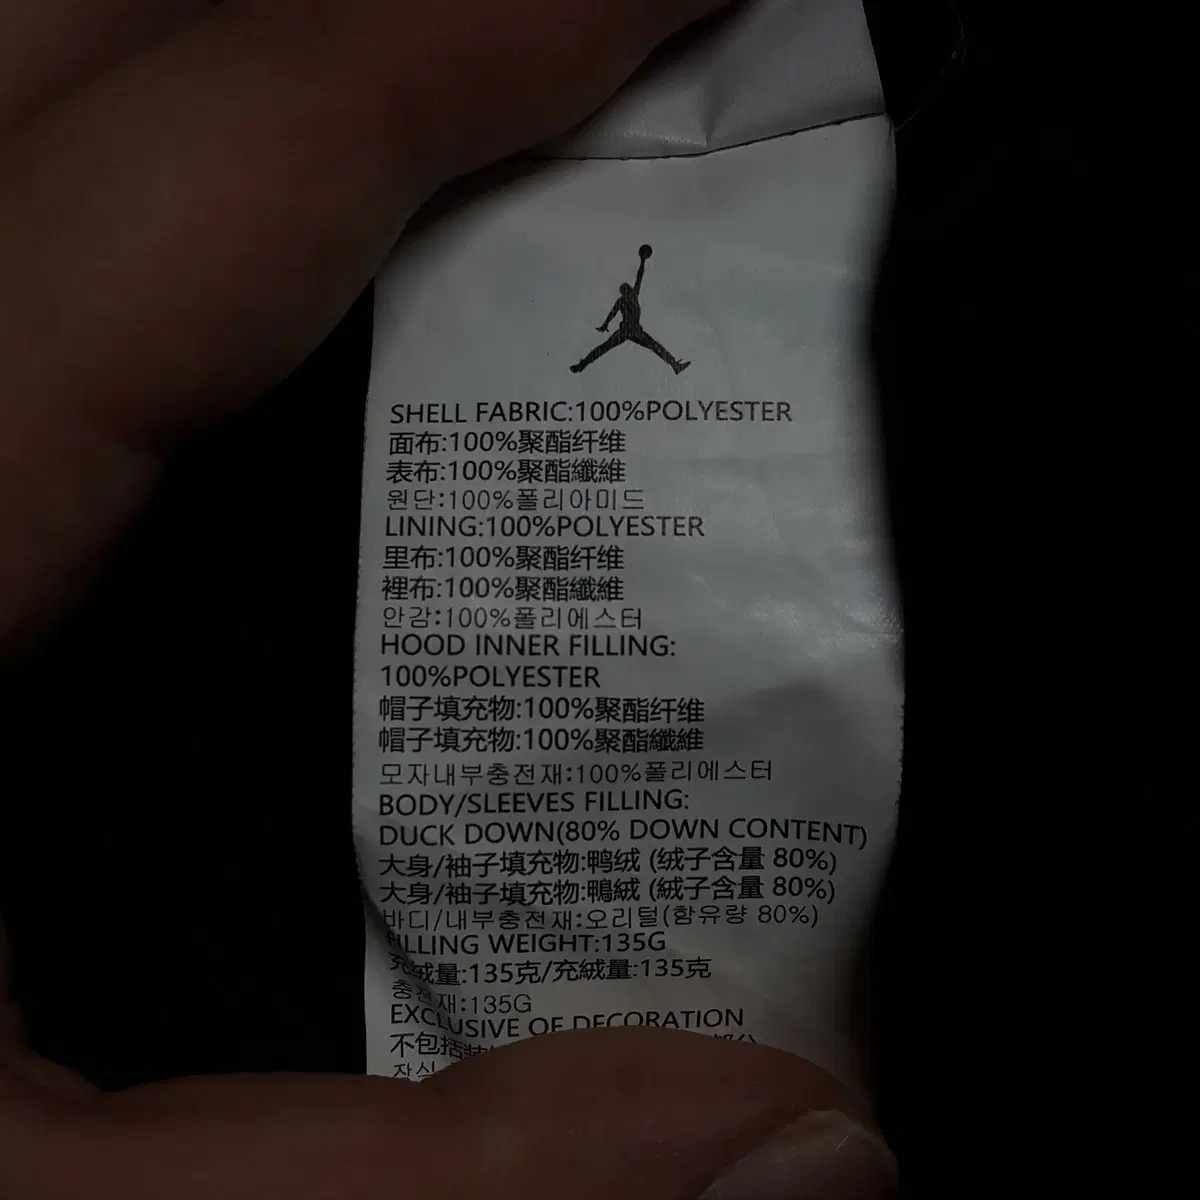 SHELL FABRIC:100%POLYESTER
面布:100%聚酯纤维
表布:100%聚酯纖維
원단:100%폴리아미드
LINING:100%POLYESTER
里布:100%聚酯纤维
裡布:100%聚酯纖維
안감:100%폴리에스터
HOOD INNER FILLING:
100%POLYESTER
帽子填充物:100%聚酯纤维
帽子填充物:100%聚酯纖維
모자내부충전재:100%폴리에스터
BODY/SLEEVES FILLING:
DUCK DOWN(80% DOWN CONTENT)
大身/袖子填充物:鸭绒 (绒子含量 80%)
大身/袖子填充物:鴨絨 (絨子含量 80%)
바디/내부충전재:오리털(함유량 80%)
FILLING WEIGHT:135G
充绒量:135克/充絨量:135克
충전재:135G
EXCLUSIVE OF DECORATION
不包括